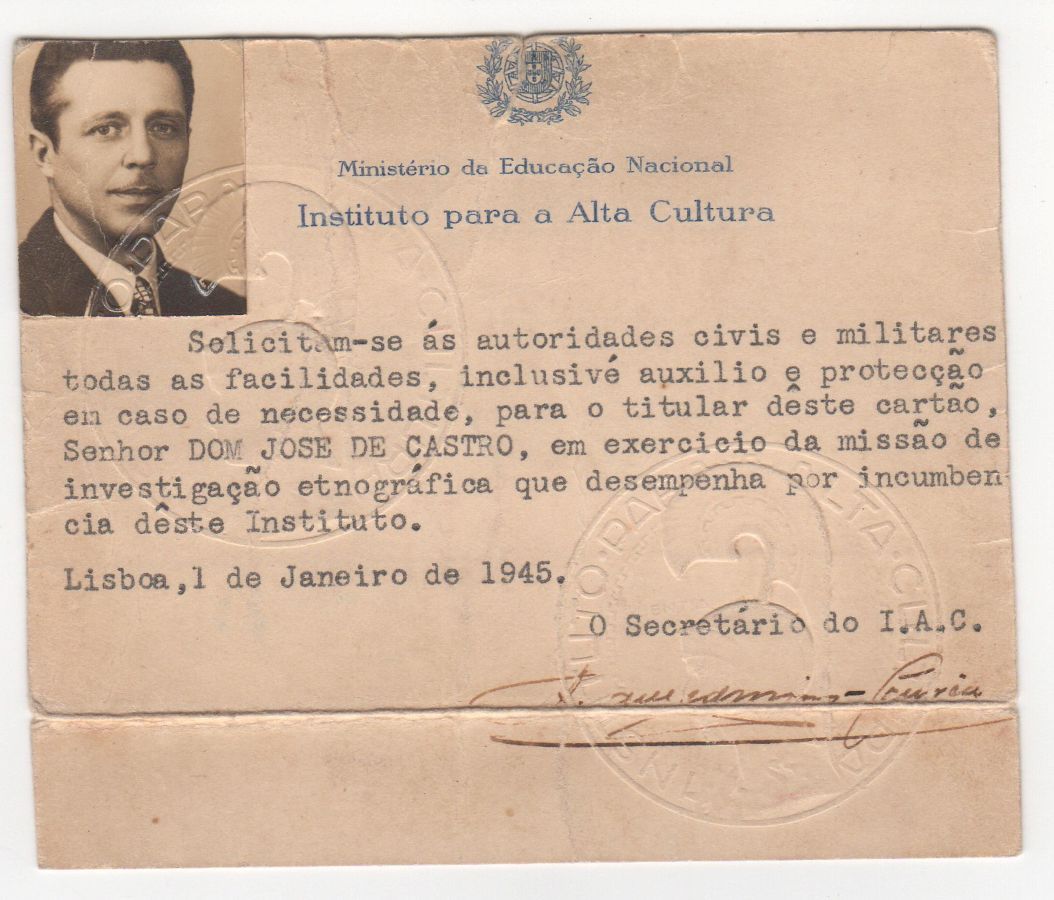 Ministério da Educação Nacional
Instituto para a Alta Cultura
Solicitam-se ás autoridades civis e militares
todas as facilidades, inclusivé auxilio e protecção
em caso de necessidade, para o titular dêste cartão,
Senhor DOM JOSE DE CASTRO, em exercicio da missão de
investigação etnográfica que desempenha por incumben-
cia dêste Instituto.
Lisboa,1 de Janeiro de 1945.
O Secretário do I.A.C.